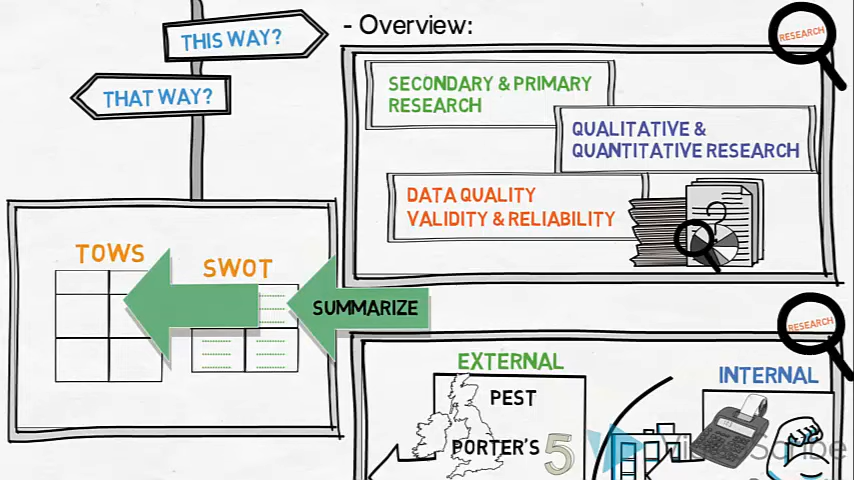 THIS WAY?
THAT WAY?
- Overview:
RESEARCH
SECONDARY & PRIMARY
RESEARCH
QUALITATIVE &
QUANTITATIVE RESEARCH
DATA QUALITY
VALIDITY & RELIABILITY
TOWS
SWOT
SUMMARIZE
RESEARCH
EXTERNAL
PEST
PORTER'S 5
INTERNAL